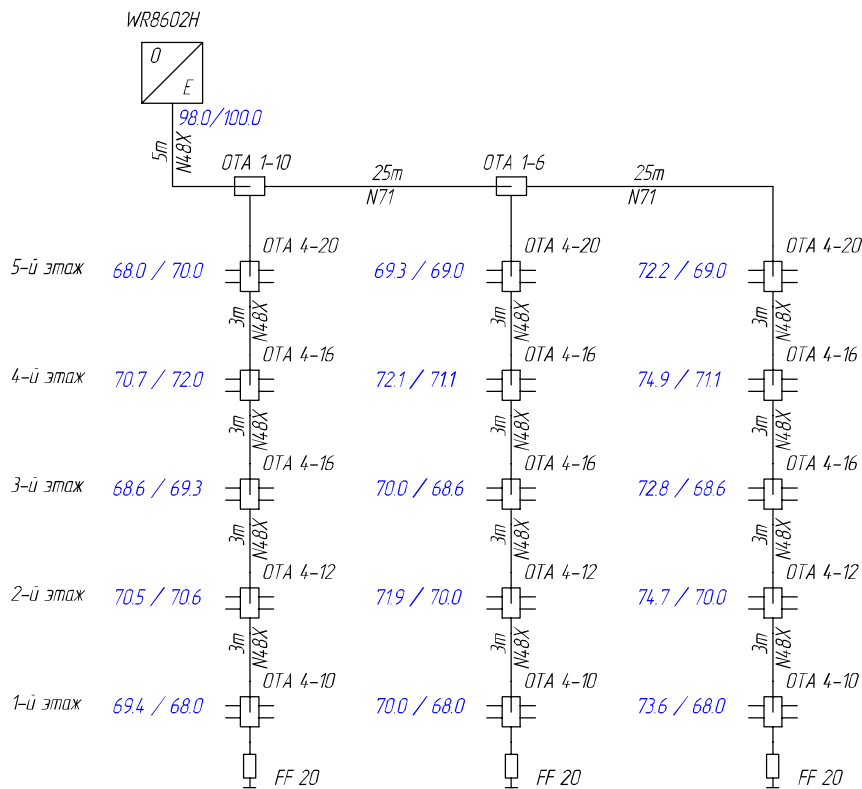 WR8602H
O
E
98.0/100.0
5m
N48X
OTA 1-10
25m
N71
OTA 1-6
25m
N71
OTA 4-20
OTA 4-20
OTA 4-20
5-й этаж
68.0 / 70.0
69.3 / 69.0
72.2 / 69.0
3m
N48X
3m
N48X
3m
N48X
OTA 4-16
OTA 4-16
OTA 4-16
4-й этаж
70.7 / 72.0
72.1 / 71.1
74.9 / 71.1
3m
N48X
3m
N48X
3m
N48X
OTA 4-16
OTA 4-16
OTA 4-16
3-й этаж
68.6 / 69.3
70.0 / 68.6
72.8 / 68.6
3m
N48X
3m
N48X
3m
N48X
OTA 4-12
OTA 4-12
OTA 4-12
2-й этаж
70.5 / 70.6
71.9 / 70.0
74.7 / 70.0
3m
N48X
3m
N48X
3m
N48X
OTA 4-10
OTA 4-10
OTA 4-10
1-й этаж
69.4 / 68.0
70.0 / 68.0
73.6 / 68.0
FF 20
FF 20
FF 20